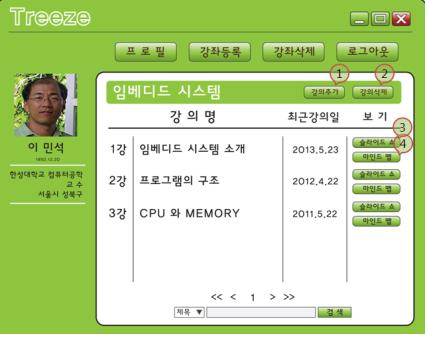 Treeze
프 로 필 강좌등록 강좌삭제 로그아웃
1 2
임베디드 시스템 강의추가 강의삭제
강 의 명 최근강의일 보 기
3
1강 임베디드 시스템 소개 2013,5,23 슬라이드 쇼
4
마인드 맵
2강 프로그램의 구조 2012,4,22 슬라이드 쇼
마인드 맵
3강 CPU 와 MEMORY 2011,5,22 슬라이드 쇼
마인드 맵
이 민석
한성대학교 컴퓨터공학
교 수
서울시 성북구
<< < 1 > >>
제목 ▼ 검 색